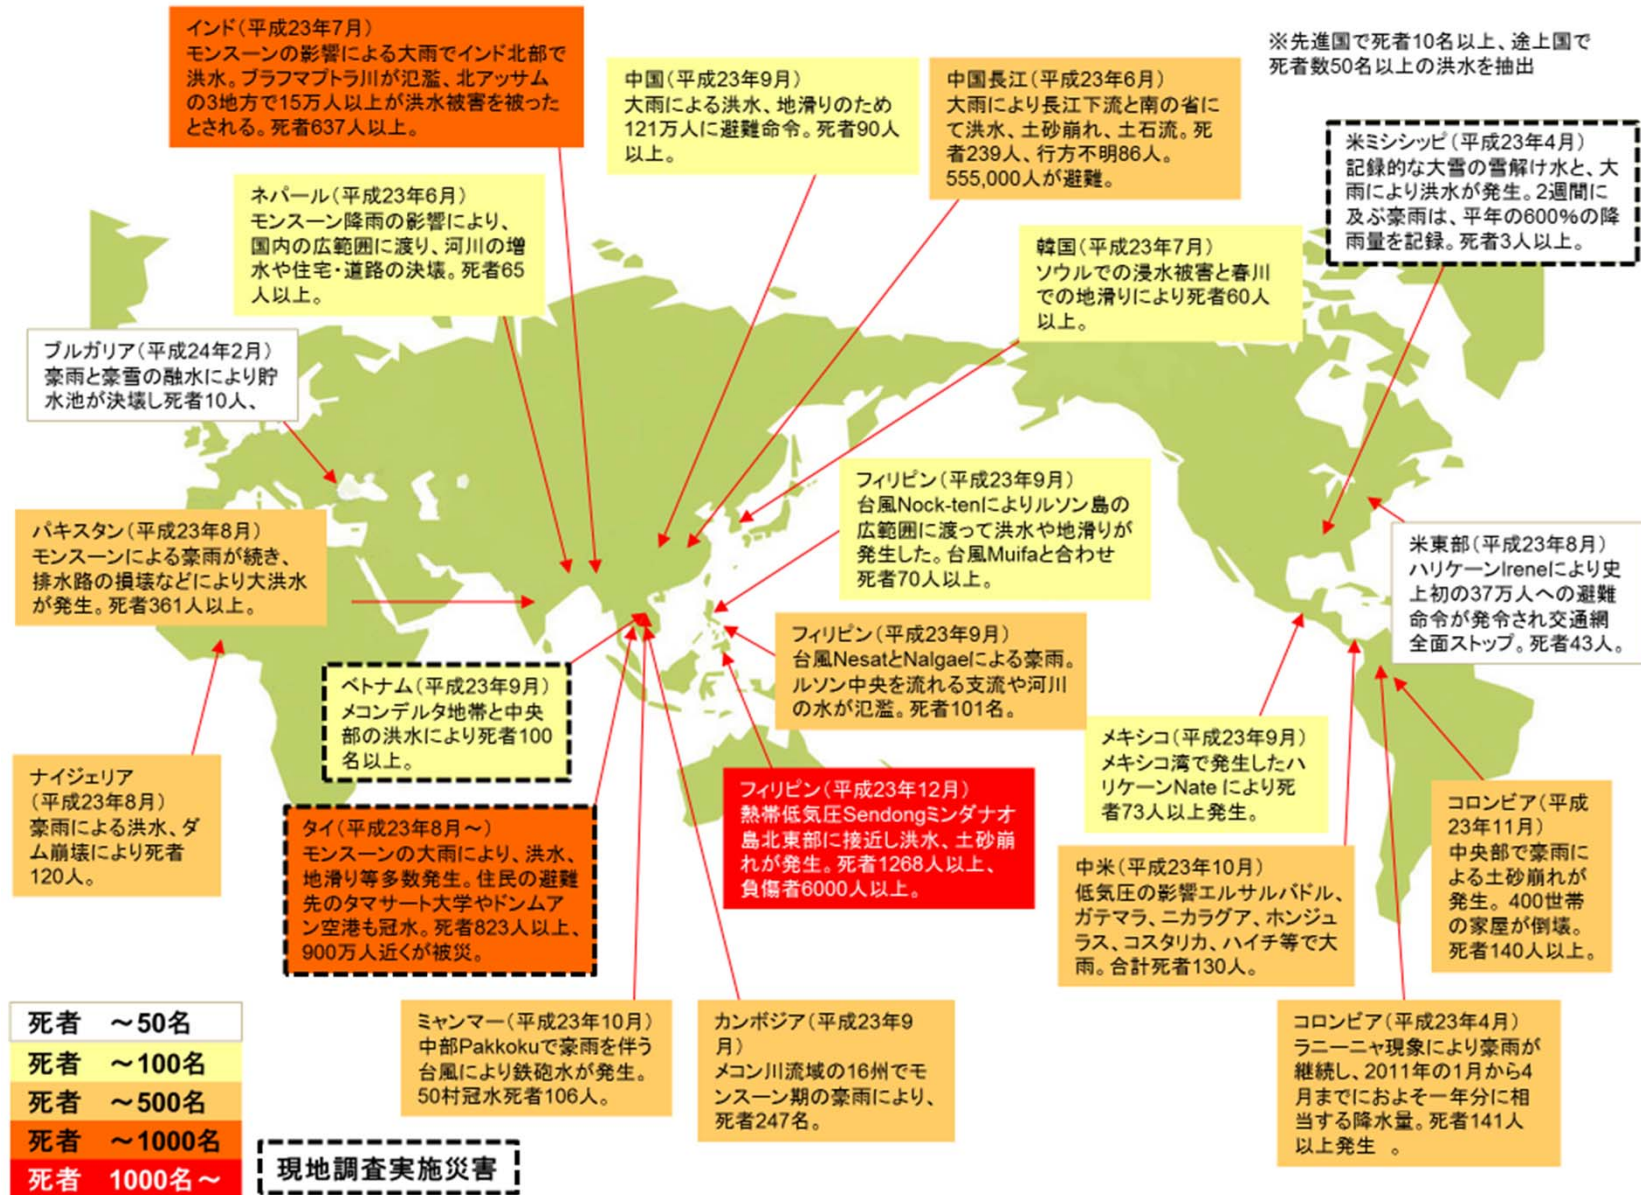 インド(平成23年7月)
モンスーンの影響による大雨でインド北部で
洪水。ブラフマプトラ川が氾濫、北アッサム
の3地方で15万人以上が洪水被害を被った
とされる。死者637人以上。
中国(平成23年9月)
大雨による洪水、地滑りのため
121万人に避難命令。死者90人
以上。
中国長江(平成23年6月)
大雨により長江下流と南の省に
て洪水、土砂崩れ、土石流。死
者239人、行方不明86人。
555,000人が避難。
※先進国で死者10名以上、途上国で
死者数50名以上の洪水を抽出
米ミシシッピ(平成23年4月)
記録的な大雪の雪解け水と、大
雨により洪水が発生。2週間に
及ぶ豪雨は、平年の600%の降
雨量を記録。死者3人以上。
ネパール(平成23年6月)
モンスーン降雨の影響により、
国内の広範囲に渡り、河川の増
水や住宅・道路の決壊。死者65
人以上。
韓国(平成23年7月)
ソウルでの浸水被害と春川
での地滑りにより死者60人
以上。
ブルガリア(平成24年2月)
豪雨と豪雪の融水により貯
水池が決壊し死者10人、
フィリピン(平成23年9月)
台風Nock-tenによりルソン島の
広範囲に渡って洪水や地滑りが
発生した。台風Muifaと合わせ
死者70人以上。
パキスタン(平成23年8月)
モンスーンによる豪雨が続き、
排水路の損壊などにより大洪水
が発生。死者361人以上。
米東部(平成23年8月)
ハリケーンIreneにより史
上初の37万人への避難
命令が発令され交通網
全面ストップ。死者43人。
フィリピン(平成23年9月)
台風NesatとNalgaeによる豪雨。
ルソン中央を流れる支流や河川
の水が氾濫。死者101名。
ベトナム(平成23年9月)
メコンデルタ地帯と中央
部の洪水により死者100
名以上。
メキシコ(平成23年9月)
メキシコ湾で発生したハ
リケーンNate により死
者73人以上発生。
ナイジェリア
(平成23年8月)
豪雨による洪水、ダ
ム崩壊により死者
120人。
フィリピン(平成23年12月)
熱帯低気圧Sendongミンダナオ
島北東部に接近し洪水、土砂崩
れが発生。死者1268人以上、
負傷者6000人以上。
コロンビア(平成
23年11月)
中央部で豪雨に
よる土砂崩れが
発生。400世帯
の家屋が倒壊。
死者140人以上。
タイ(平成23年8月~)
モンスーンの大雨により、洪水、
地滑り等多数発生。住民の避難
先のタマサート大学やドンムアン
ン空港も冠水。死者823人以上、
900万人近くが被災。
中米(平成23年10月)
低気圧の影響エルサルバドル、
ガテマラ、ニカラグア、ホンジュ
ラス、コスタリカ、ハイチ等で大
雨。合計死者130人。
ミャンマー(平成23年10月)
中部Pakkokuで豪雨を伴う
台風により鉄砲水が発生。
50村冠水死者106人。
カンボジア(平成23年9
月)
メコン川流域の16州でモ
ンスーン期の豪雨により、
死者247名。
コロンビア(平成23年4月)
ラニーニャ現象により豪雨が
継続し、2011年の1月から4
月までにおよそ一年分に相
当する降水量。死者141人
以上発生 。
死者 ~50名
死者 ~100名
死者 ~500名
死者 ~1000名
死者 1000名~
現地調査実施災害